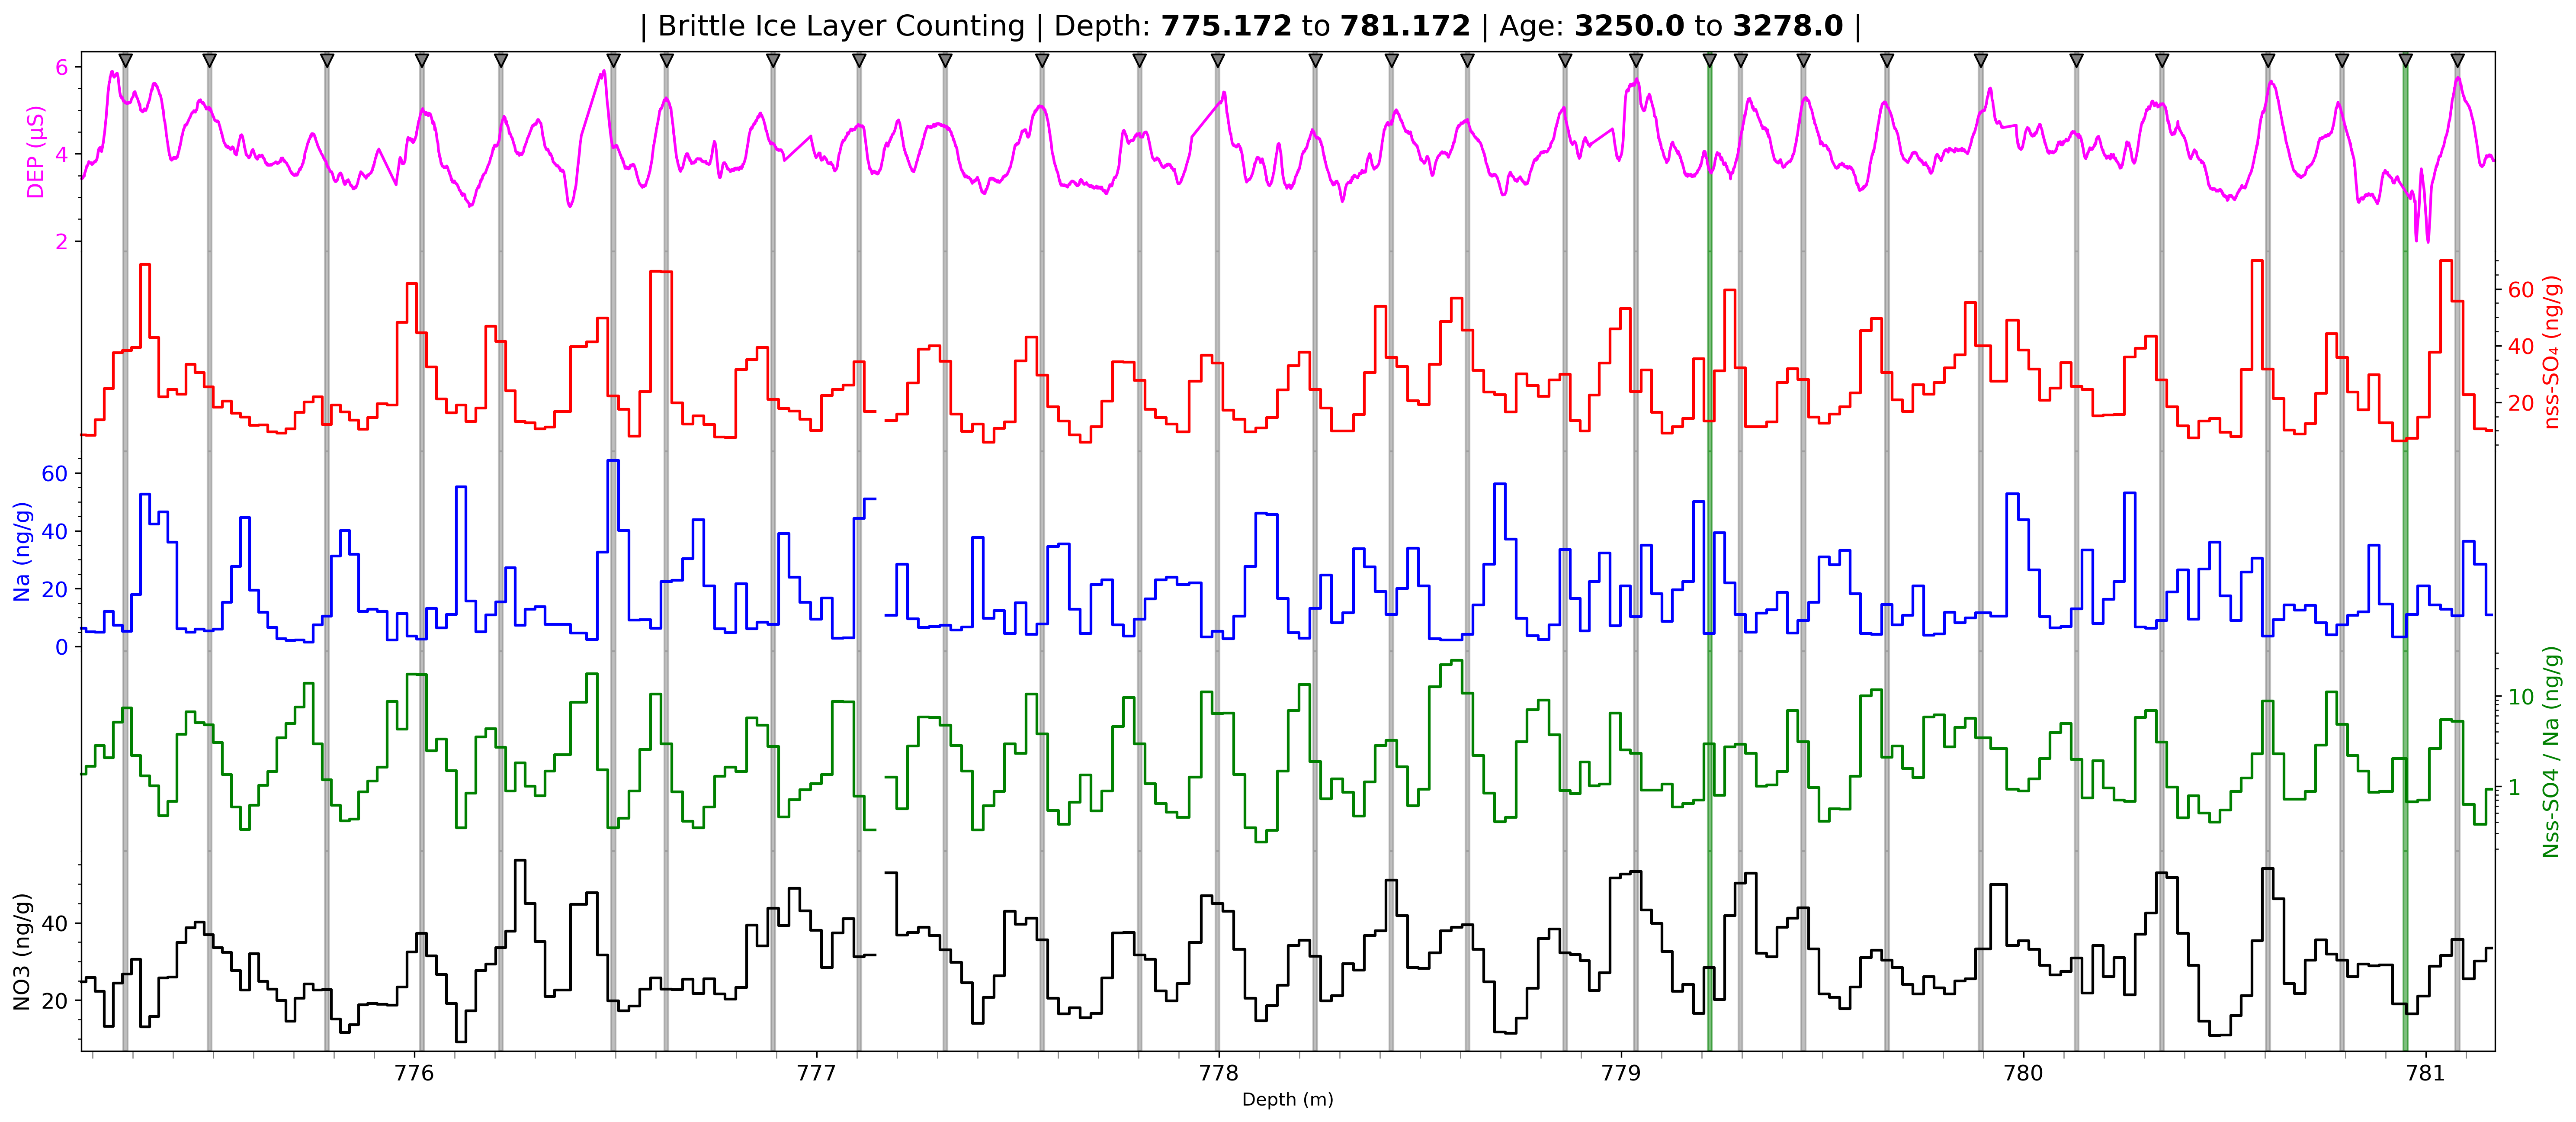 | Brittle Ice Layer Counting | Depth: 775.172 to 781.172 | Age: 3250.0 to 3278.0 |
DEP (μS)
6
4
2
nss-SO₄ (ng/g)
60
40
20
Na (ng/g)
60
40
20
0
Nss-SO4 / Na (ng/g)
10
1
NO3 (ng/g)
40
20
776
777
778
779
780
781
Depth (m)